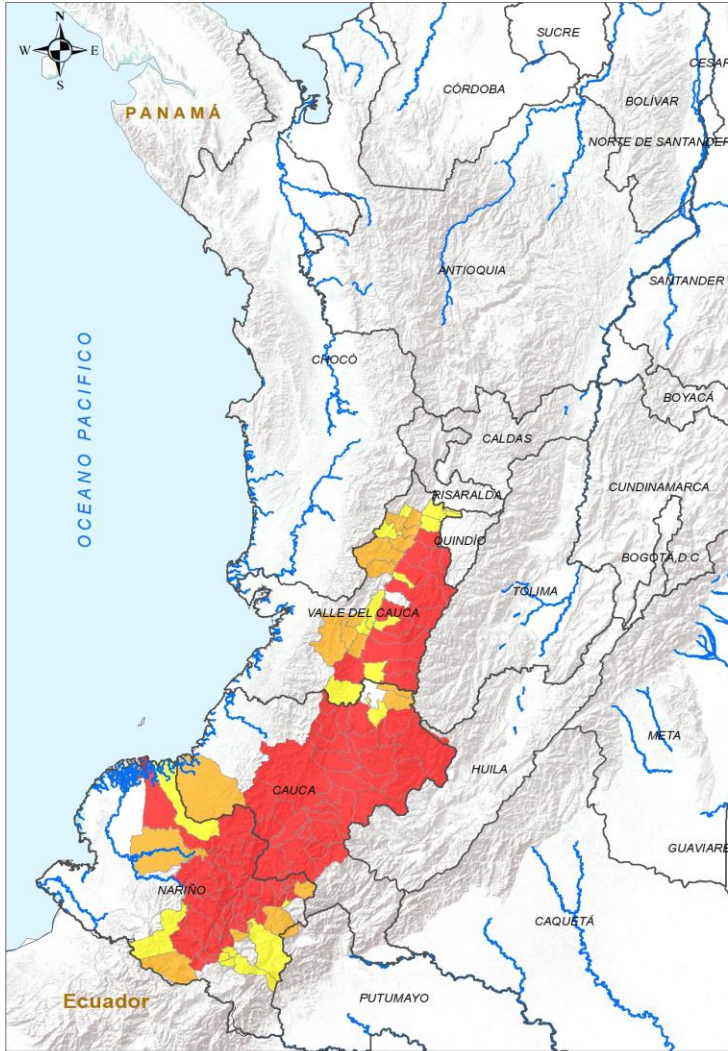 N
W E
S
SUCRE
CESAR
CÓRDOBA
BOLÍVAR
PANAMÁ
NORTE DE SANTANDER
ANTIOQUIA
SANTANDER
OCEANO PACIFICO
CHOCÓ
BOYACÁ
CALDAS
CUNDINAMARCA
RISARALDA
QUINDÍO
BOGOTÁ, D.C
TOLIMA
VALLE DEL CAUCA
META
HUILA
CAUCA
GUAVIARE
NARIÑO
CAQUETÁ
Ecuador
PUTUMAYO